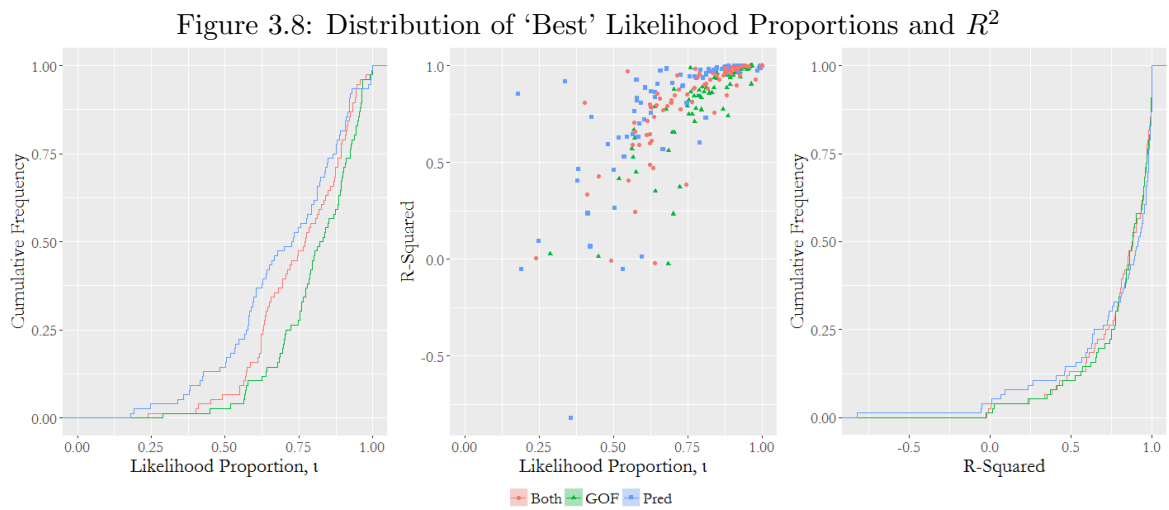 Figure 3.8: Distribution of ‘Best’ Likelihood Proportions and R²
Cumulative Frequency
1.00
0.75
0.50
0.25
0.00
0.00 0.25 0.50 0.75 1.00
Likelihood Proportion, ι
R-Squared
1.0
0.5
0.0
-0.5
0.00 0.25 0.50 0.75 1.00
Likelihood Proportion, ι
Cumulative Frequency
1.00
0.75
0.50
0.25
0.00
-0.5 0.0 0.5 1.0
R-Squared
Both GOF Pred